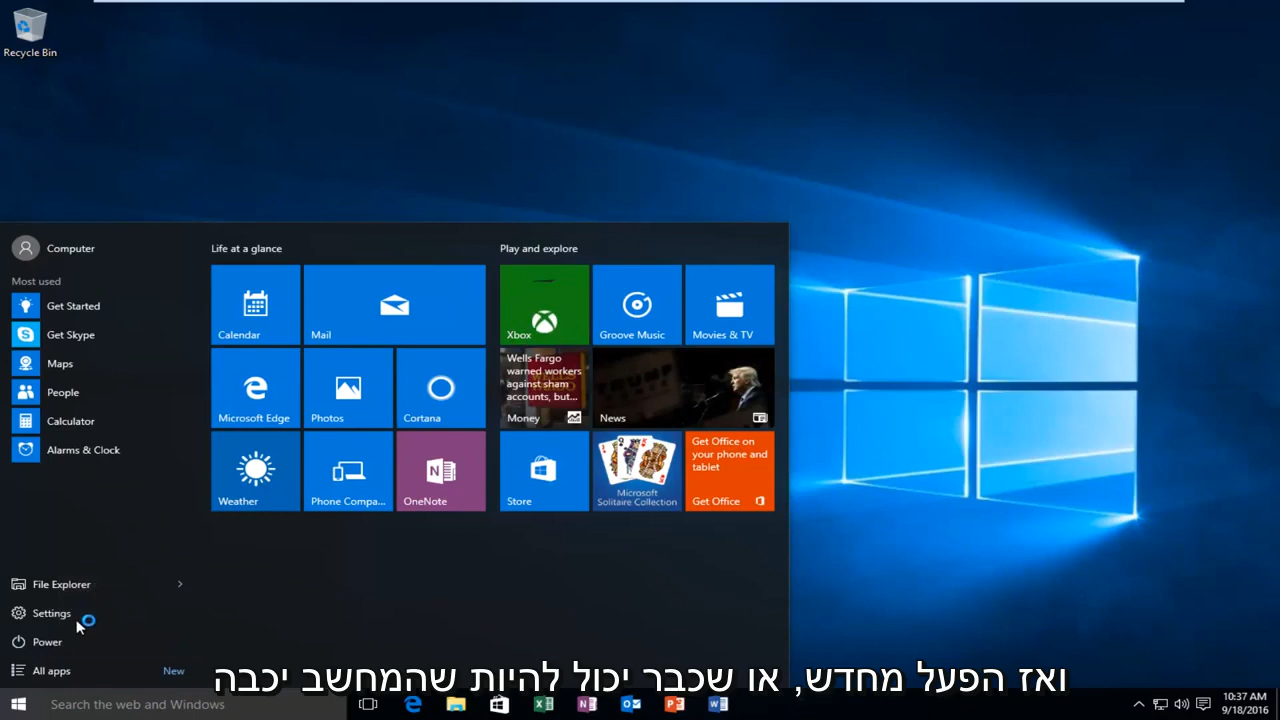 Recycle Bin
Computer
Most used
Get Started
Get Skype
Maps
People
Calculator
Alarms & Clock
File Explorer
Settings
Power
All apps New
Life at a glance
Calendar
Mail
Microsoft Edge
Photos
Cortana
Weather
Phone Compa...
OneNote
Play and explore
Xbox
Groove Music
Movies & TV
Wells Fargo
warned workers
against sham
accounts, but...
Money
News
Store
Microsoft
Solitaire Collection
Get Office on
your phone and
tablet
Get Office
ואז הפעל מחדש, או שכבר יכול להיות שהמחשב יכבה
Search the web and Windows
10:37 AM
9/18/2016